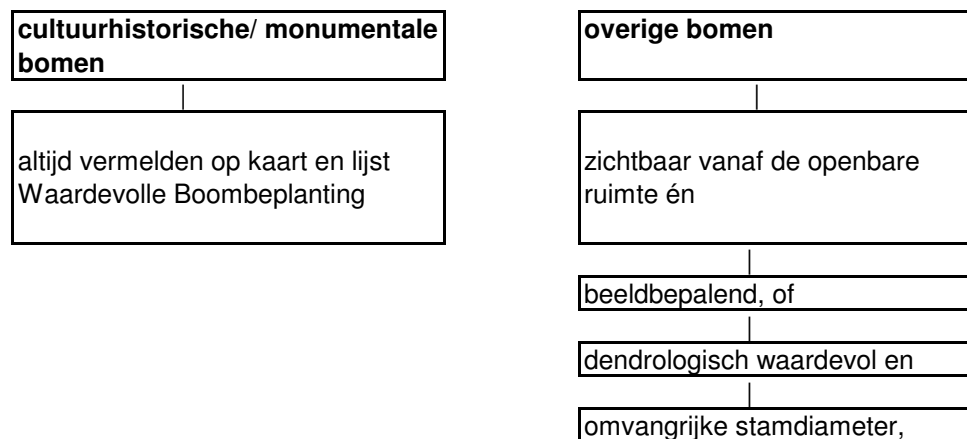 cultuurhistorische/ monumentale
bomen
altijd vermelden op kaart en lijst
Waardevolle Boombeplanting
overige bomen
zichtbaar vanaf de openbare
ruimte én
beeldbepalend, of
dendrologisch waardevol en
omvangrijke stamdiameter,